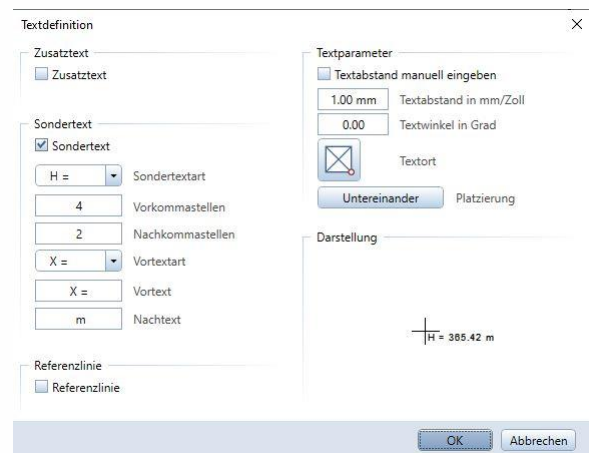 Textdefinition
Zusatztext
Zusatztext
Sondertext
Sondertext
H = Sondertextart
4 Vorkommastellen
2 Nachkommastellen
X = Vortextart
X = Vortext
m Nachtext
Referenzlinie
Referenzlinie
Textparameter
Textabstand manuell eingeben
1.00 mm Textabstand in mm/Zoll
0.00 Textwinkel in Grad
Textort
Untereinander Platzierung
Darstellung
H = 365.42 m
OK Abbrechen